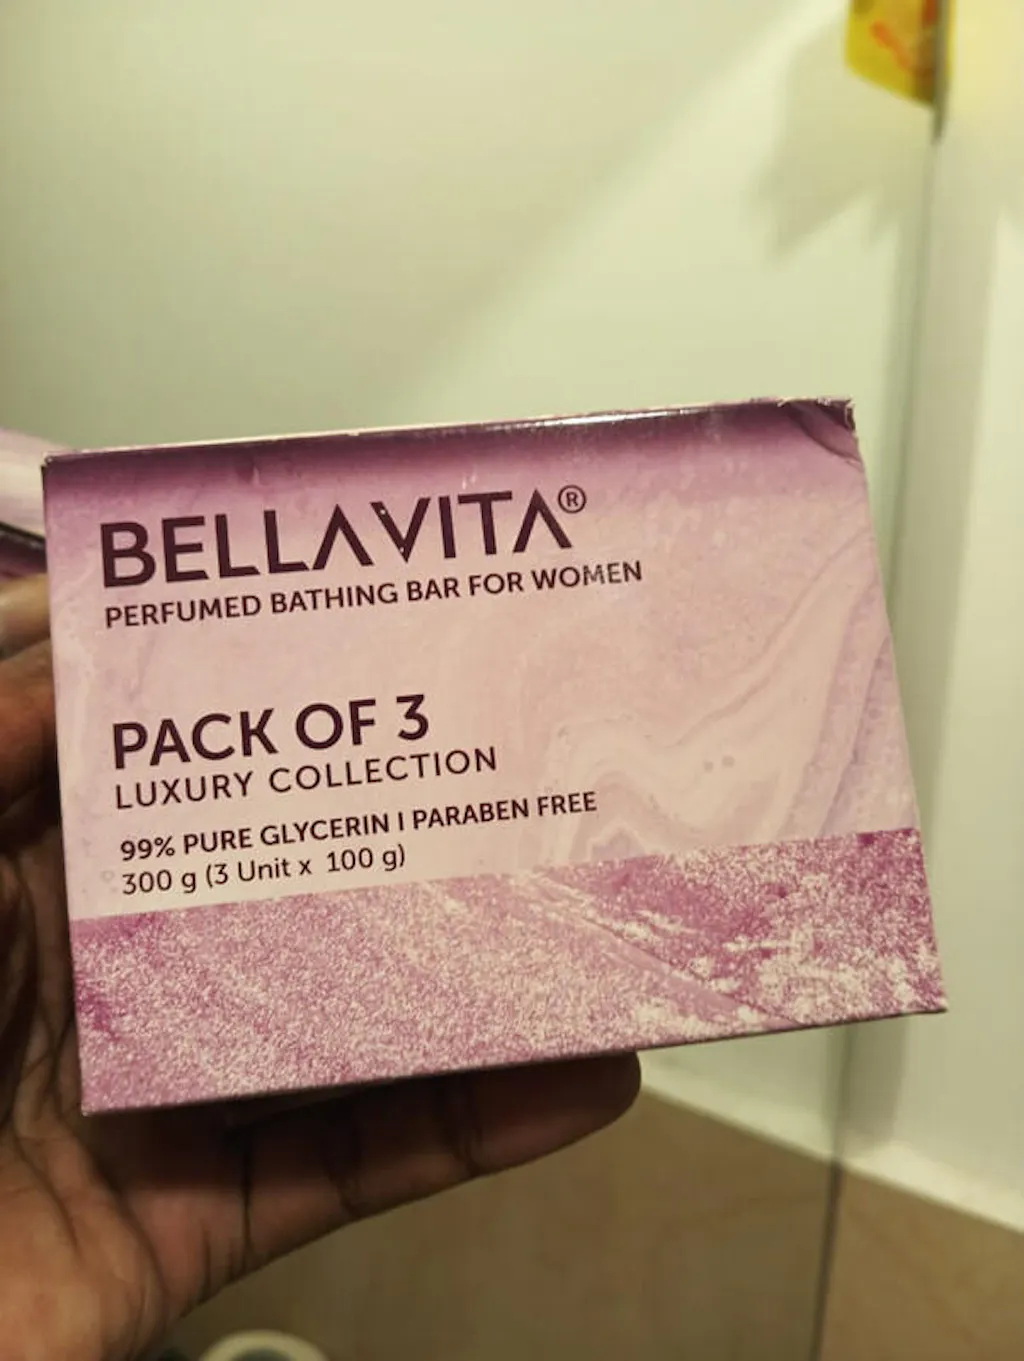 BELLAVITA®
PERFUMED BATHING BAR FOR WOMEN
PACK OF 3
LUXURY COLLECTION
99% PURE GLYCERIN I PARABEN FREE
300 g (3 Unit x 100 g)